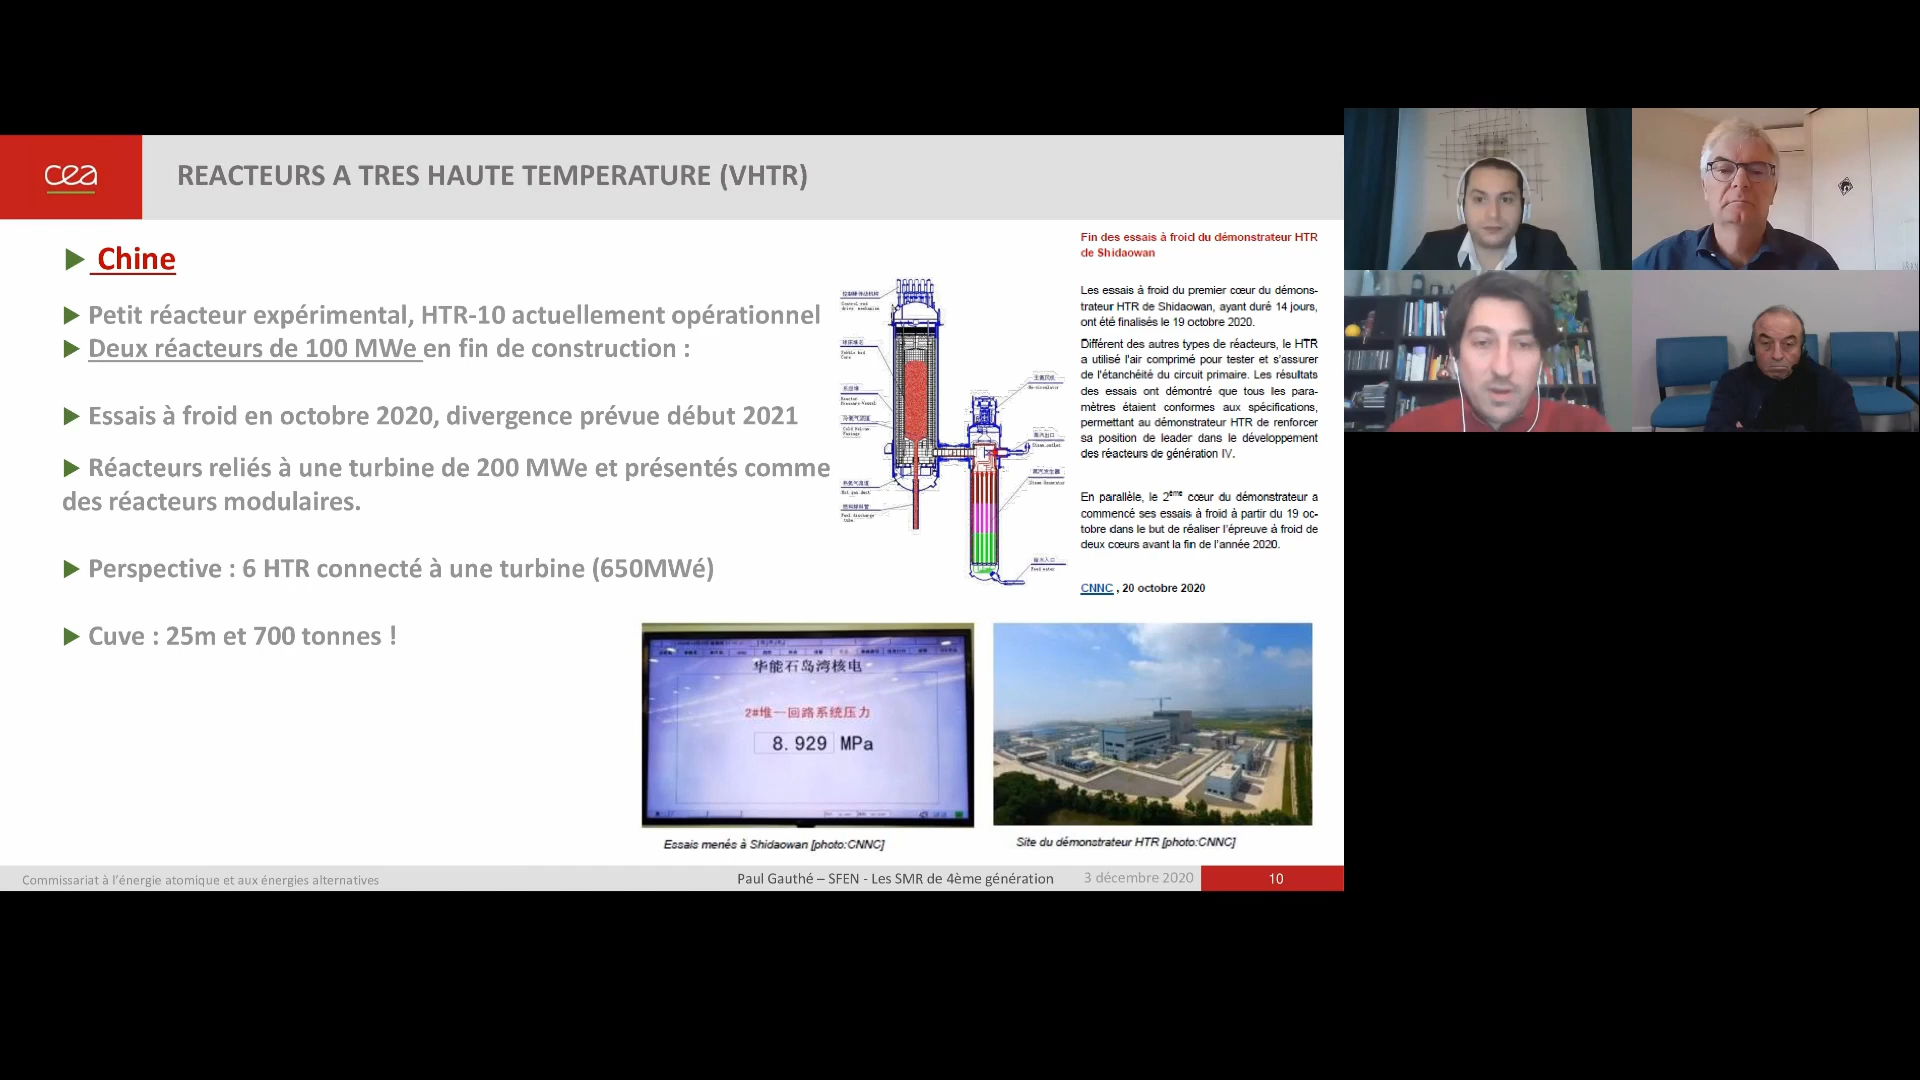 cea
REACTEURS A TRES HAUTE TEMPERATURE (VHTR)
Chine
Petit réacteur expérimental, HTR-10 actuellement opérationnel
Deux réacteurs de 100 MWe en fin de construction :
Essais à froid en octobre 2020, divergence prévue début 2021
Réacteurs reliés à une turbine de 200 MWe et présentés comme
des réacteurs modulaires.
Perspective : 6 HTR connecté à une turbine (650MWé)
Cuve : 25m et 700 tonnes !
Fin des essais à froid du démonstrateur HTR
de Shidaowan
Les essais à froid du premier cœur du démons-
trateur HTR de Shidaowan, ayant duré 14 jours,
ont été finalisés le 19 octobre 2020.
Différent des autres types de réacteurs, le HTR
a utilisé l'air comprimé pour tester et s'assurer
de l'étanchéité du circuit primaire. Les résultats
des essais ont démontré que tous les para-
mètres étaient conformes aux spécifications,
permettant au démonstrateur HTR de renforcer
sa position de leader dans le développement
des réacteurs de génération IV.
En parallèle, le 2ème cœur du démonstrateur a
commencé ses essais à froid à partir du 19 oc-
tobre dans le but de réaliser l'épreuve à froid de
deux cœurs avant la fin de l'année 2020.
CNNC , 20 octobre 2020
华能石岛湾核电
2#堆一回路系统压力
8.929 MPa
Essais menés à Shidaowan [photo:CNNC]
Site du démonstrateur HTR [photo:CNNC]
Commissariat à l'énergie atomique et aux énergies alternatives
Paul Gauthé – SFEN - Les SMR de 4ème génération
3 décembre 2020
10